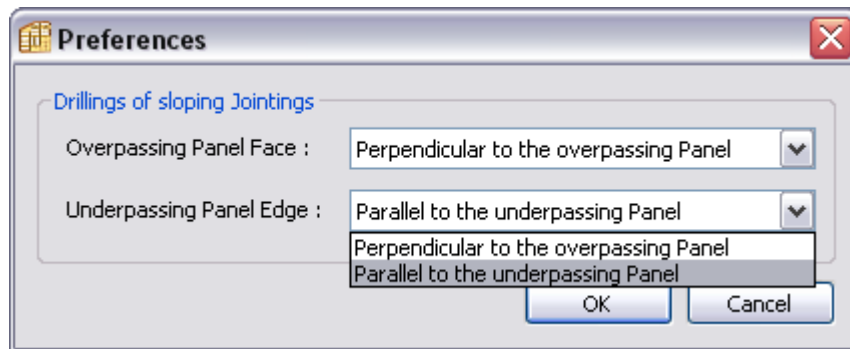 Preferences
Drillings of sloping Jointings
Overpassing Panel Face : Perpendicular to the overpassing Panel
Underpassing Panel Edge : Parallel to the underpassing Panel
Perpendicular to the overpassing Panel
Parallel to the underpassing Panel
OK Cancel